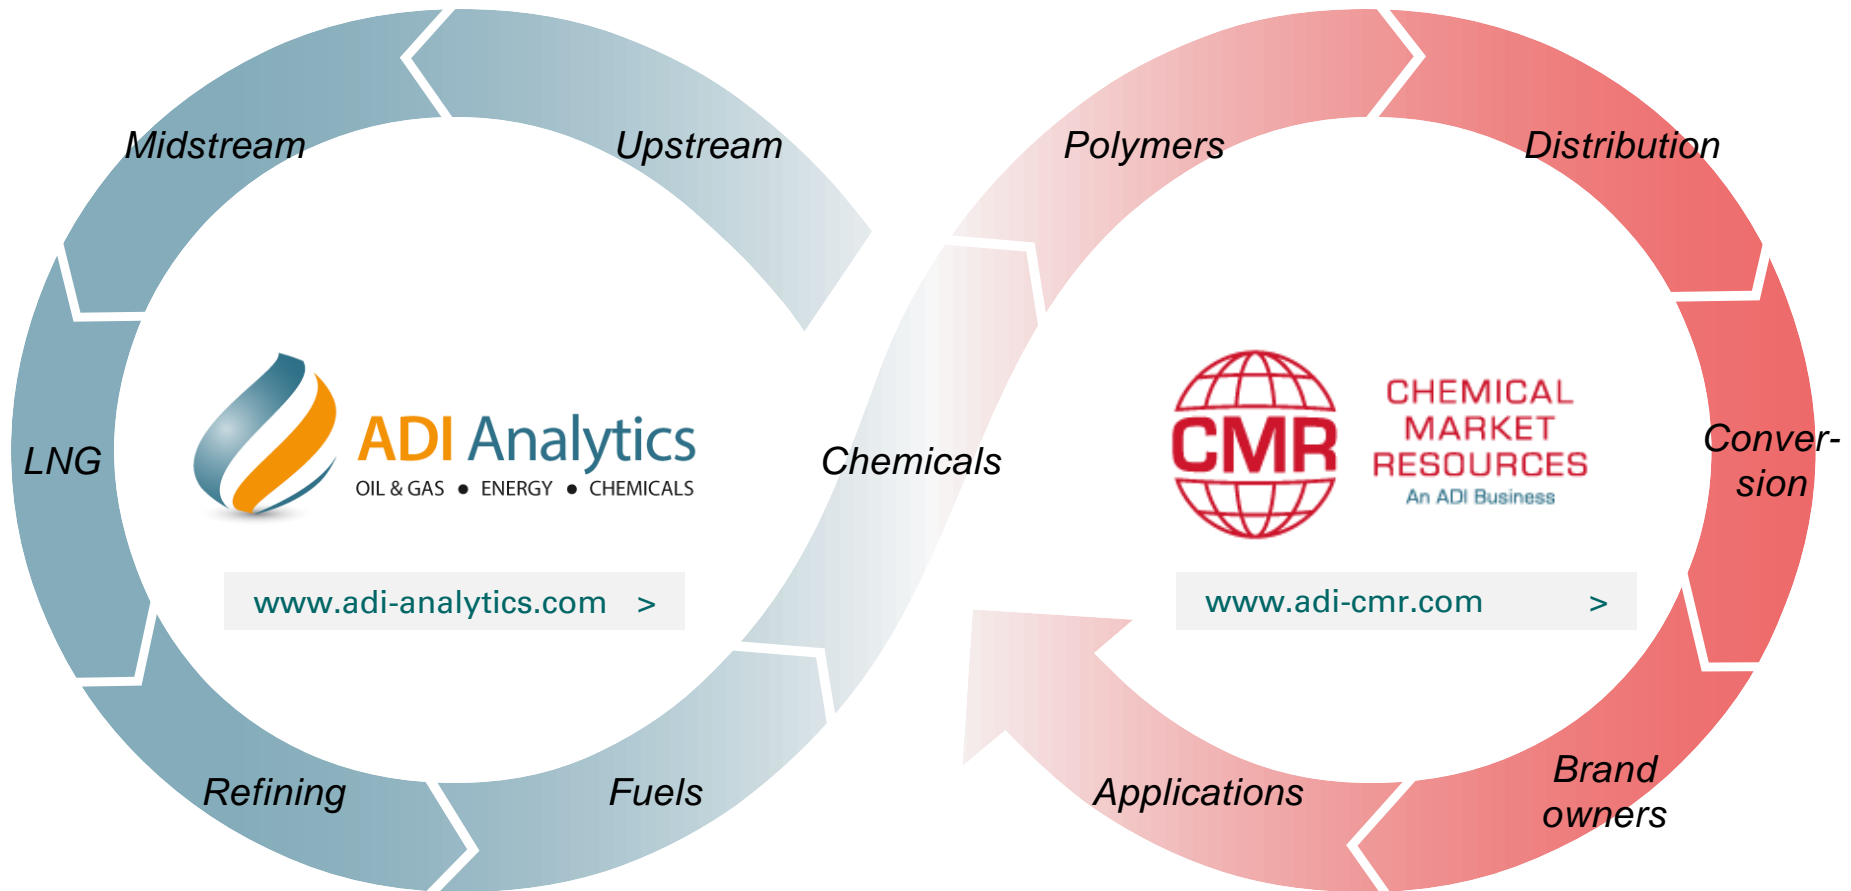 Midstream
Upstream
Polymers
Distribution
LNG
ADI Analytics
OIL & GAS ● ENERGY ● CHEMICALS
Chemicals
CMR
CHEMICAL
MARKET
RESOURCES
An ADI Business
Conver-
sion
www.adi-analytics.com >
www.adi-cmr.com >
Refining
Fuels
Applications
Brand
owners